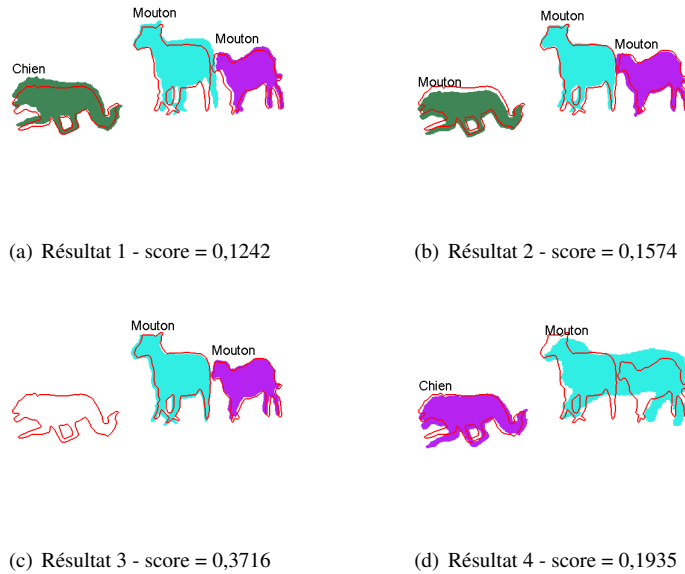 Mouton
Mouton
Chien
(a) Résultat 1 - score = 0,1242
Mouton
Mouton
Mouton
(b) Résultat 2 - score = 0,1574
Mouton
Mouton
(c) Résultat 3 - score = 0,3716
Mouton
Chien
(d) Résultat 4 - score = 0,1935